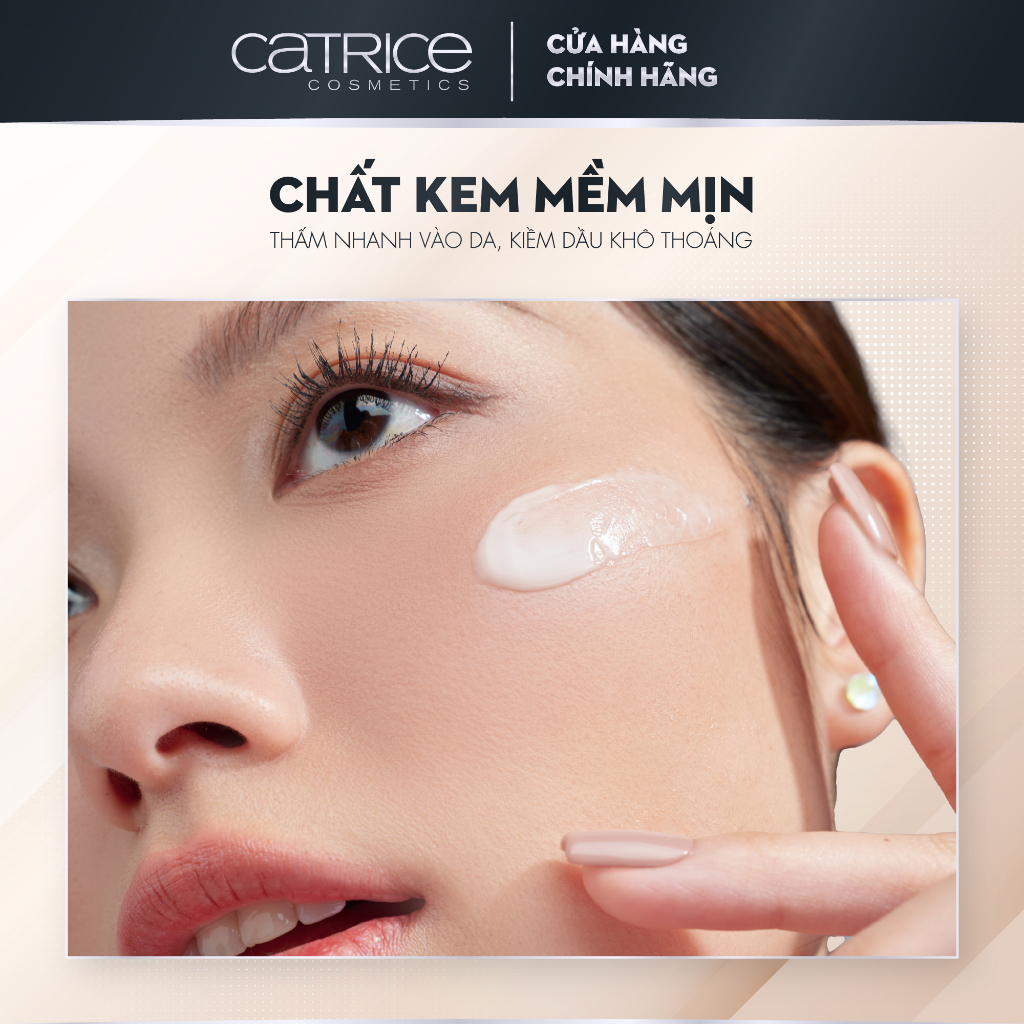 CATRICE
COSMETICS
CỬA HÀNG
CHÍNH HÃNG
CHẤT KEM MỀM MỊN
THẤM NHANH VÀO DA, KIỀM DẦU KHÔ THOÁNG